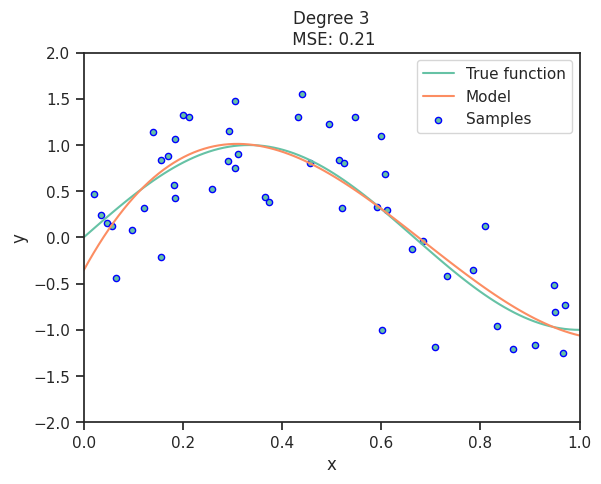 Degree 3
MSE: 0.21
True function
Model
Samples
2.0
1.5
1.0
0.5
0.0
−0.5
−1.0
−1.5
−2.0
y
0.0 0.2 0.4 0.6 0.8 1.0
x